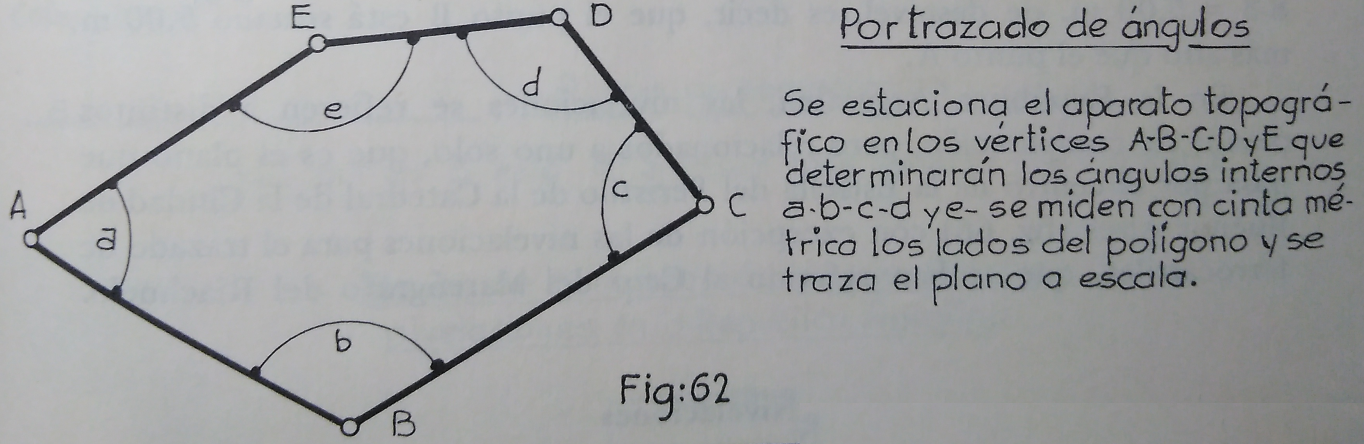 Por trazado de ángulos
Se estaciona el aparato topográ-
fico en los vértices A-B-C-D y E que
determinarán los ángulos internos
a-b-c-d y e- se miden con cinta mé-
trica los lados del polígono y se
traza el plano a escala.
E
D
e
d
A
a
c
C
b
B
Fig:62